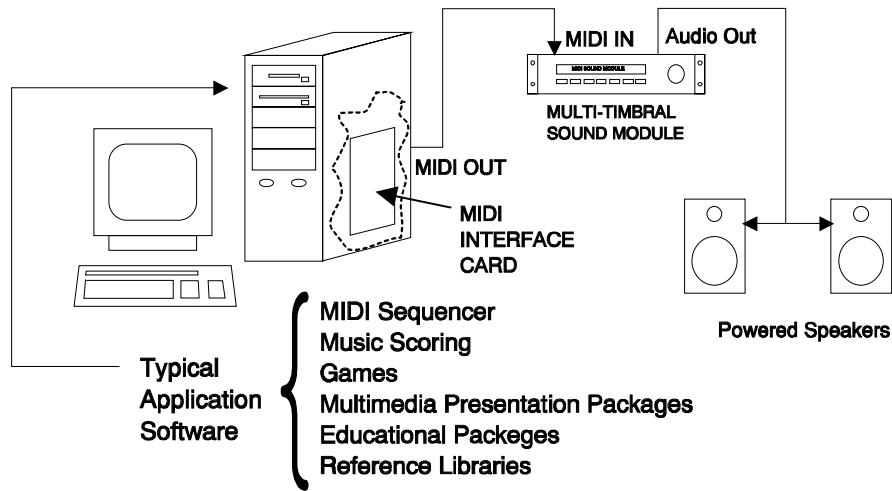 MIDI IN
Audio Out
MIDI SOUND MODULE
MULTI-TIMBRAL
SOUND MODULE
MIDI OUT
MIDI
INTERFACE
CARD
Powered Speakers
Typical
Application
Software
MIDI Sequencer
Music Scoring
Games
Multimedia Presentation Packages
Educational Packeges
Reference Libraries